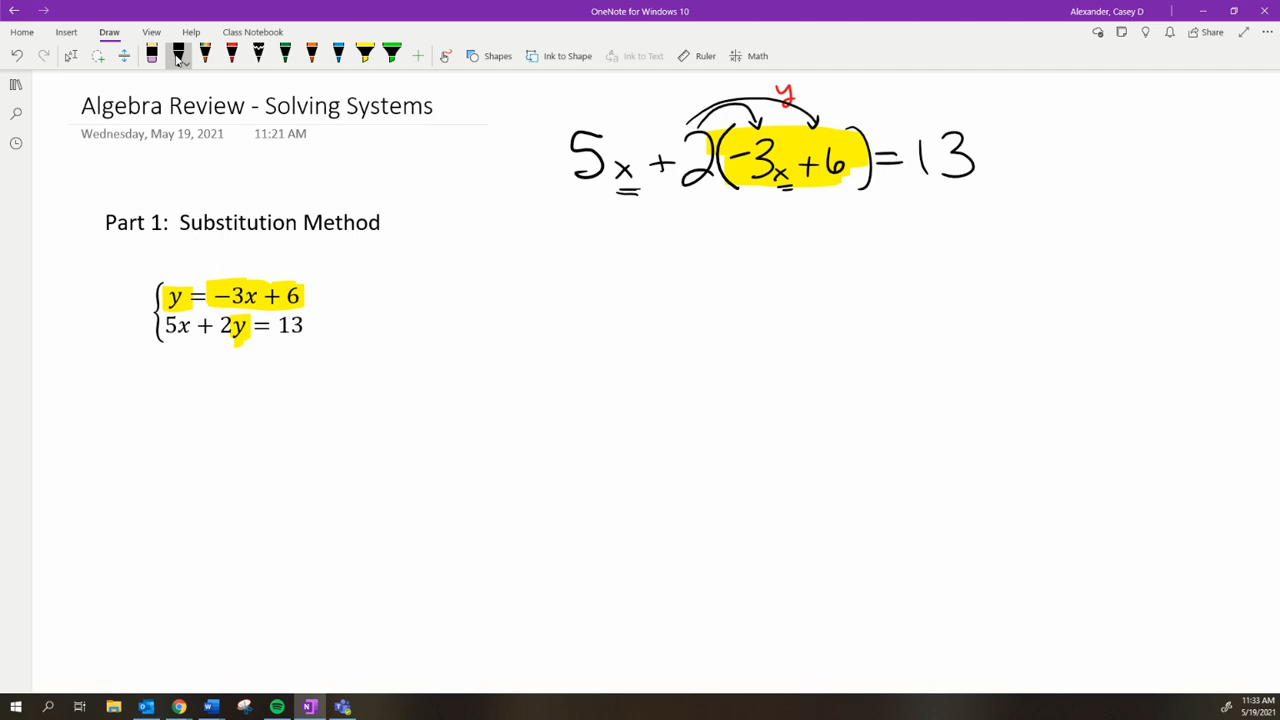 OneNote for Windows 10
Alexander, Casey D
Home Insert Draw View Help Class Notebook
Share
Shapes Ink to Shape Ink to Text Ruler Math
Algebra Review - Solving Systems
Wednesday, May 19, 2021 11:21 AM
y
5x + 2(-3x + 6) = 13
Part 1: Substitution Method
y = −3x + 6
5x + 2y = 13
11:33 AM
5/19/2021